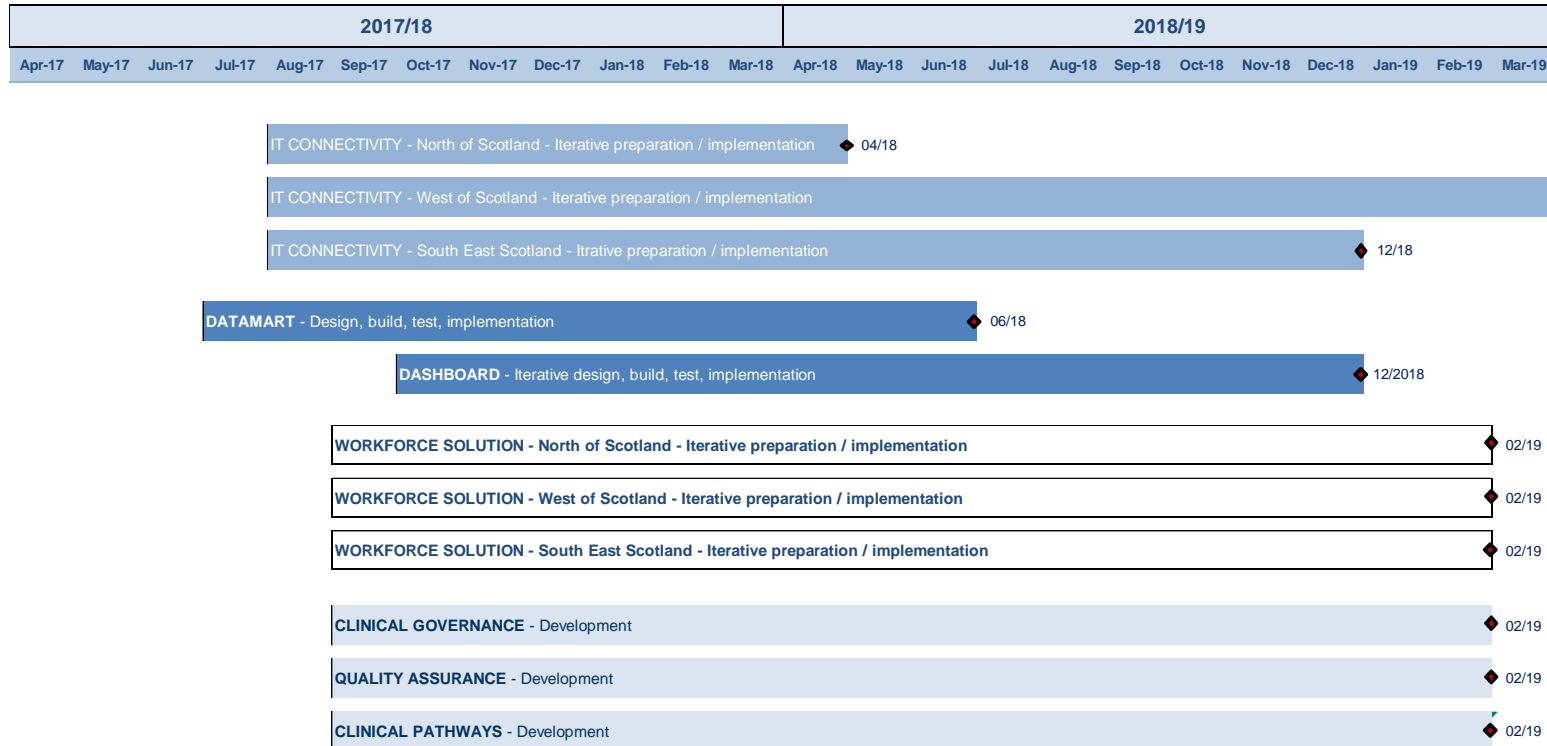 2017/18 2018/19
Apr-17 May-17 Jun-17 Jul-17 Aug-17 Sep-17 Oct-17 Nov-17 Dec-17 Jan-18 Feb-18 Mar-18 Apr-18 May-18 Jun-18 Jul-18 Aug-18 Sep-18 Oct-18 Nov-18 Dec-18 Jan-19 Feb-19 Mar-19
IT CONNECTIVITY - North of Scotland - Iterative preparation / implementation 04/18
IT CONNECTIVITY - West of Scotland - Iterative preparation / implementation
IT CONNECTIVITY - South East Scotland - Itrative preparation / implementation 12/18
DATAMART - Design, build, test, implementation 06/18
DASHBOARD - Iterative design, build, test, implementation 12/2018
WORKFORCE SOLUTION - North of Scotland - Iterative preparation / implementation 02/19
WORKFORCE SOLUTION - West of Scotland - Iterative preparation / implementation 02/19
WORKFORCE SOLUTION - South East Scotland - Iterative preparation / implementation 02/19
CLINICAL GOVERNANCE - Development 02/19
QUALITY ASSURANCE - Development 02/19
CLINICAL PATHWAYS - Development 02/19